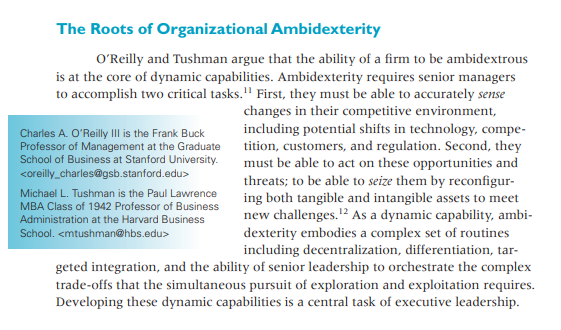 The Roots of Organizational Ambidexterity
O’Reilly and Tushman argue that the ability of a firm to be ambidextrous
is at the core of dynamic capabilities. Ambidexterity requires senior managers
to accomplish two critical tasks.11 First, they must be able to accurately sense
changes in their competitive environment,
including potential shifts in technology, compe-
tition, customers, and regulation. Second, they
must be able to act on these opportunities and
threats; to be able to seize them by reconfigur-
ing both tangible and intangible assets to meet
new challenges.12 As a dynamic capability, ambi-
dexterity embodies a complex set of routines
including decentralization, differentiation, tar-
geted integration, and the ability of senior leadership to orchestrate the complex
trade-offs that the simultaneous pursuit of exploration and exploitation requires.
Developing these dynamic capabilities is a central task of executive leadership.
Charles A. O’Reilly III is the Frank Buck
Professor of Management at the Graduate
School of Business at Stanford University.
<oreilly_charles@gsb.stanford.edu>
Michael L. Tushman is the Paul Lawrence
MBA Class of 1942 Professor of Business
Administration at the Harvard Business
School. <mtushman@hbs.edu>